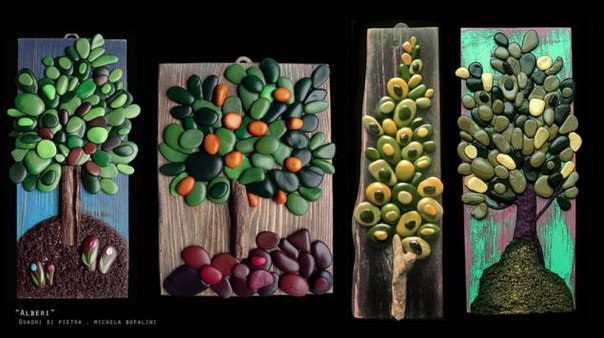 "Alberi"
Quadri di pietra . michela bufalini